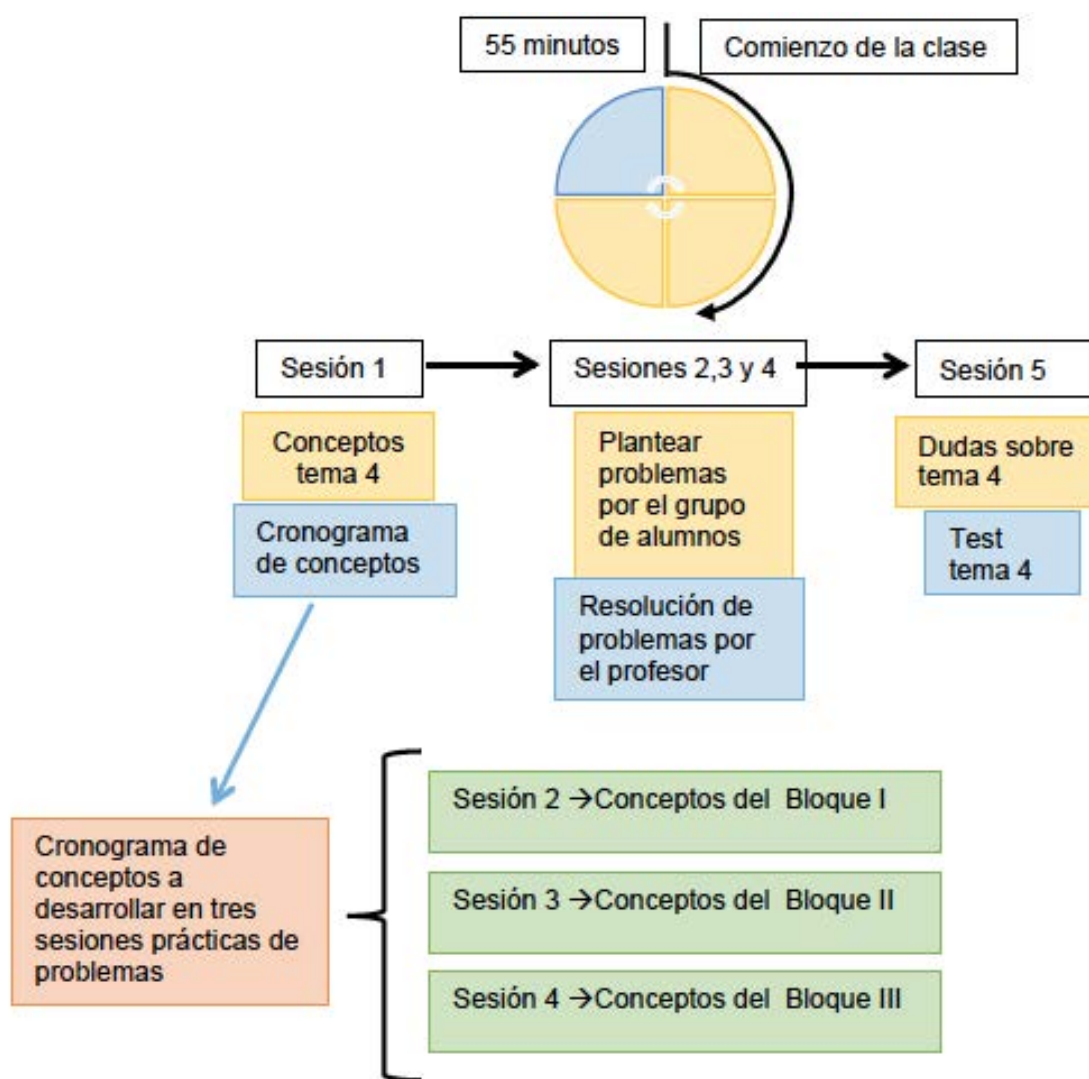 55 minutos
Comienzo de la clase
Sesión 1
Sesiones 2,3 y 4
Sesión 5
Conceptos
tema 4
Cronograma
de conceptos
Plantear
problemas
por el grupo
de alumnos
Resolución de
problemas por
el profesor
Dudas sobre
tema 4
Test
tema 4
Cronograma de
conceptos a
desarrollar en tres
sesiones prácticas de
problemas
Sesión 2 →Conceptos del Bloque I
Sesión 3 →Conceptos del Bloque II
Sesión 4 →Conceptos del Bloque III